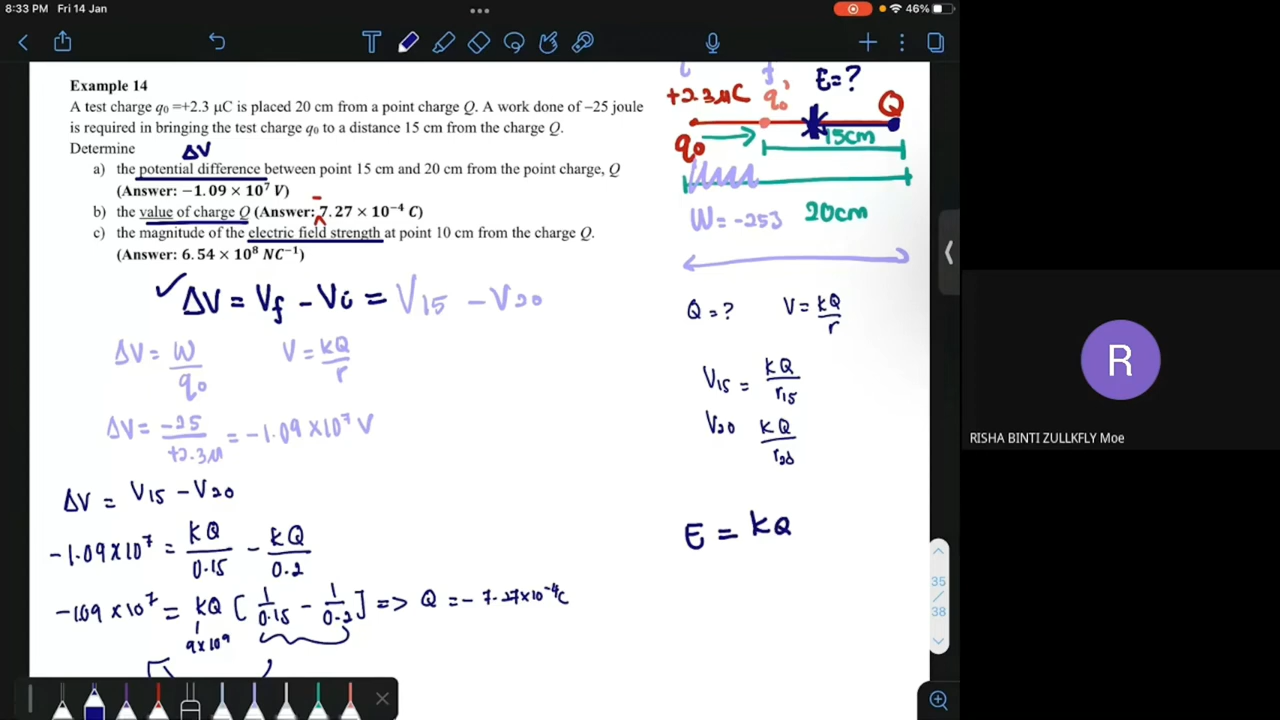 8:33 PM Fri 14 Jan
46%
Example 14
A test charge q₀ =+2.3 μC is placed 20 cm from a point charge Q. A work done of −25 joule
is required in bringing the test charge q₀ to a distance 15 cm from the charge Q.
Determine
ΔV
a) the potential difference between point 15 cm and 20 cm from the point charge, Q
(Answer: −1.09 × 10⁷ V)
b) the value of charge Q (Answer: -7.27 × 10⁻⁴ C)
c) the magnitude of the electric field strength at point 10 cm from the charge Q.
(Answer: 6.54 × 10⁸ NC⁻¹)
✓ΔV = Vf − Vi = V15 − V20
ΔV = W/q₀ V = kQ/r
ΔV = −25/+2.3μ = −1.09 × 10⁷ V
ΔV = V15 − V20
−1.09 × 10⁷ = kQ/0.15 − kQ/0.2
−1.09 × 10⁷ = kQ [1/0.15 − 1/0.2] => Q = − 7.27×10⁻⁴C
9×10⁹
i f E=?
+2.3μC q₀' Q
q₀ 15cm
W = −25J 20cm
Q = ? V = kQ/r
V15 = kQ/r15
V20 kQ/r20
E = kQ
35
38
R
RISHA BINTI ZULLKFLY Moe